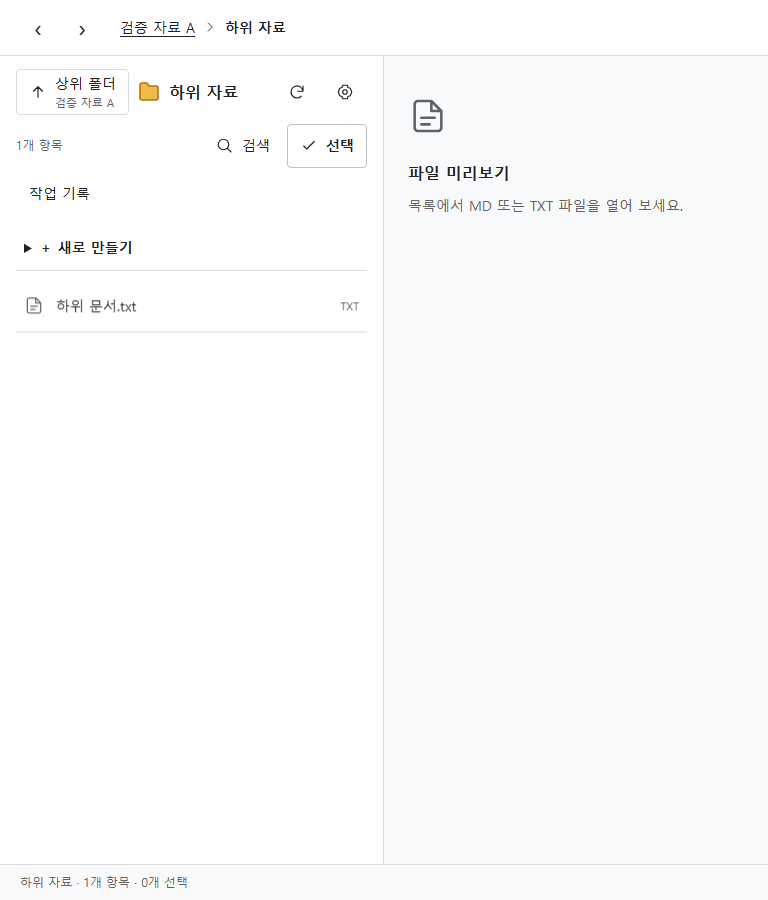 ‹ › 검증 자료 A > 하위 자료
상위 폴더
검증 자료 A
하위 자료
1개 항목
검색
선택
작업 기록
▶ + 새로 만들기
하위 문서.txt TXT
파일 미리보기
목록에서 MD 또는 TXT 파일을 열어 보세요.
하위 자료 · 1개 항목 · 0개 선택